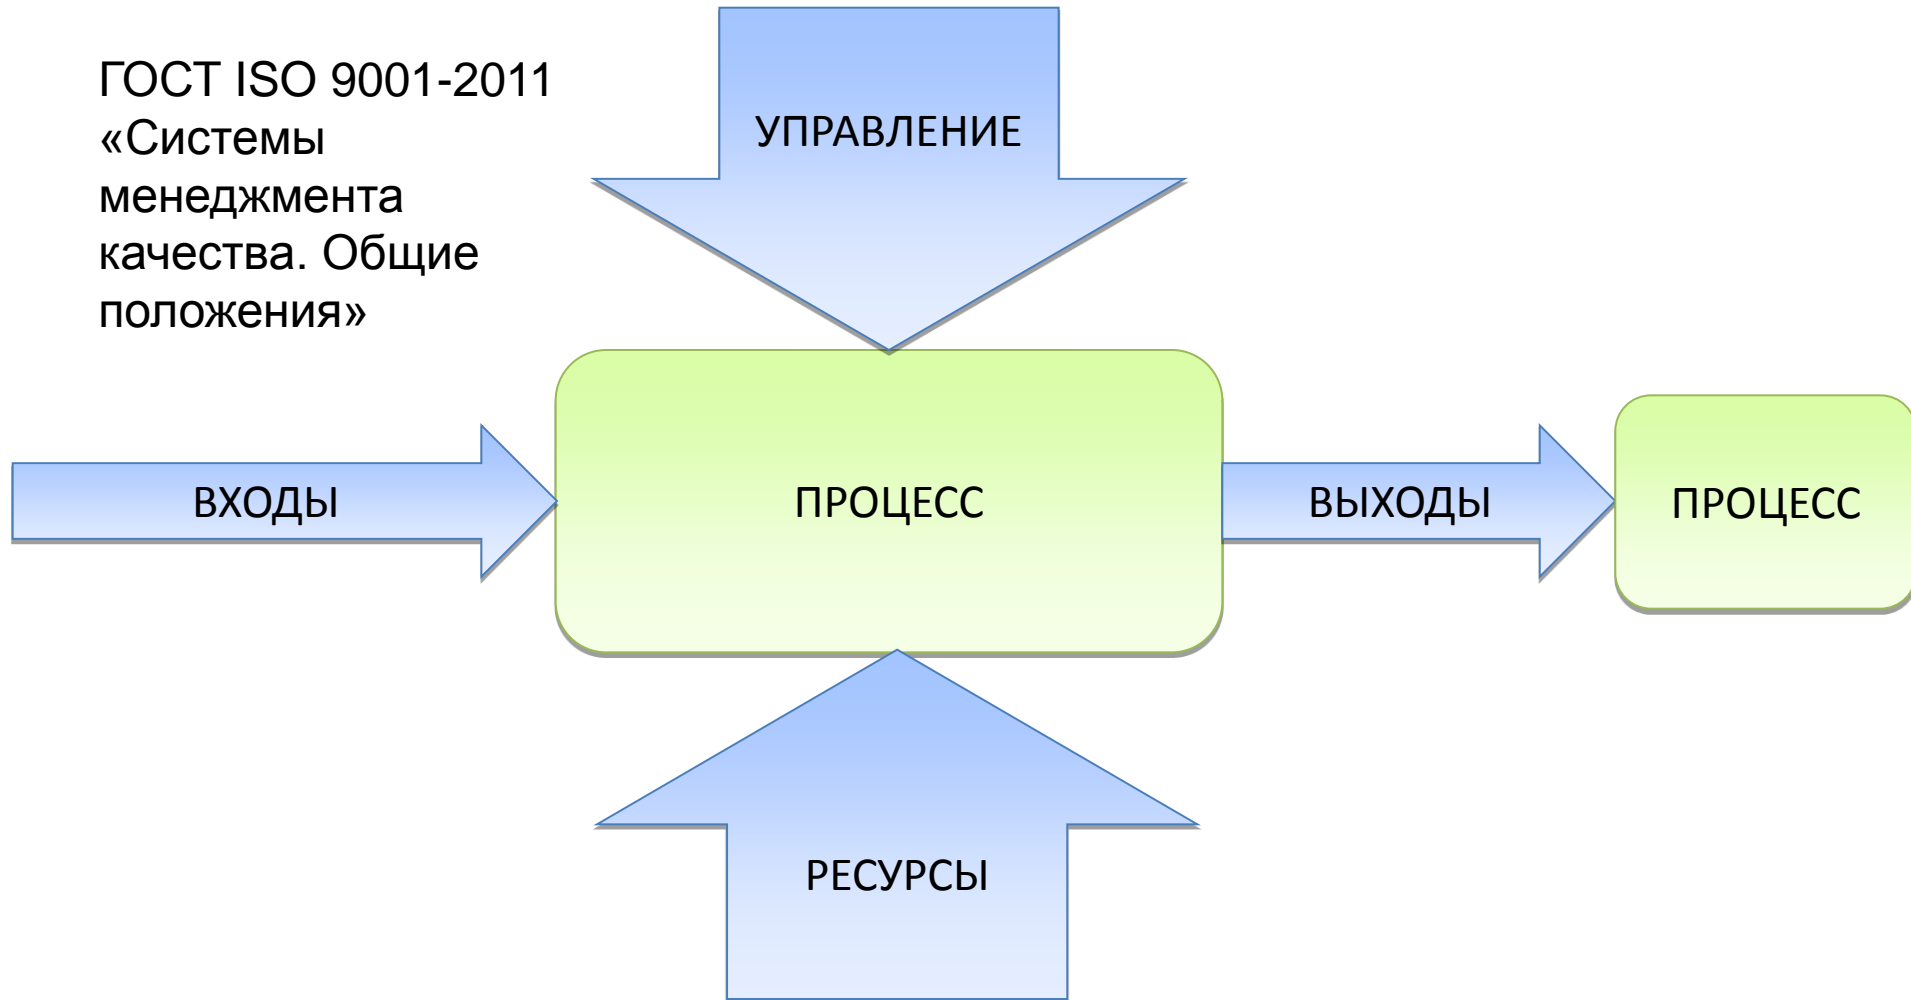 ГОСТ ISO 9001-2011
«Системы
менеджмента
качества. Общие
положения»
УПРАВЛЕНИЕ
ВХОДЫ
ПРОЦЕСС
ВЫХОДЫ
ПРОЦЕСС
РЕСУРСЫ